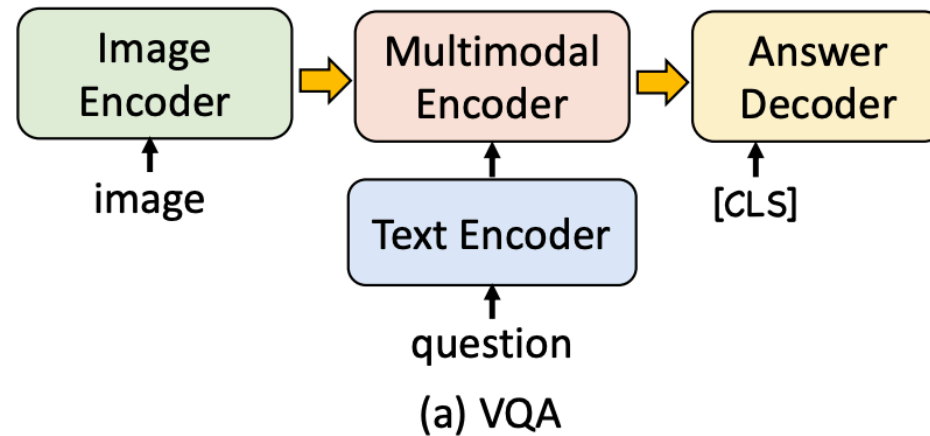 Image
Encoder
Multimodal
Encoder
Answer
Decoder
image
Text Encoder
[CLS]
question
(a) VQA